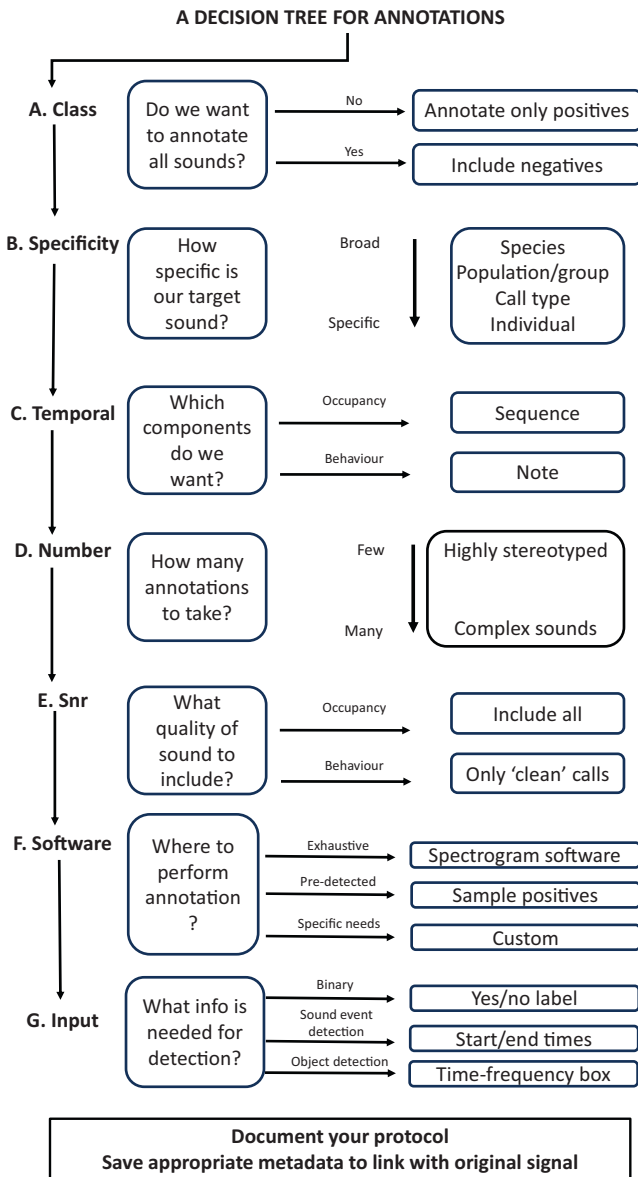 A DECISION TREE FOR ANNOTATIONS
A. Class
Do we want
to annotate
all sounds?
No
Annotate only positives
Yes
Include negatives
B. Specificity
How
specific is
our target
sound?
Broad
Specific
Species
Population/group
Call type
Individual
C. Temporal
Which
components
do we
want?
Occupancy
Sequence
Behaviour
Note
D. Number
How many
annotations
to take?
Few
Many
Highly stereotyped
Complex sounds
E. Snr
What
quality of
sound to
include?
Occupancy
Include all
Behaviour
Only ‘clean’ calls
F. Software
Where to
perform
annotation
?
Exhaustive
Spectrogram software
Pre-detected
Sample positives
Specific needs
Custom
G. Input
What info is
needed for
detection?
Binary
Yes/no label
Sound event
detection
Start/end times
Object detection
Time-frequency box
Document your protocol
Save appropriate metadata to link with original signal